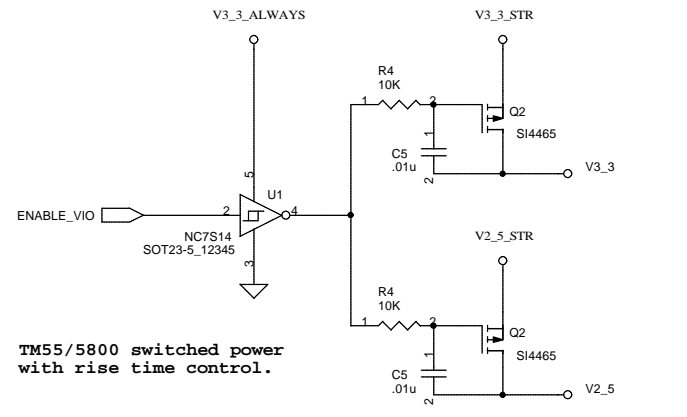 V3_3_ALWAYS
V3_3_STR
R4
10K
1
2
Q2
SI4465
1
C5
.01u
2
V3_3
5
U1
ENABLE_VIO
2
4
NC7S14
SOT23-5_12345
3
V2_5_STR
R4
10K
1
2
Q2
SI4465
1
C5
.01u
2
V2_5
TM55/5800 switched power
with rise time control.